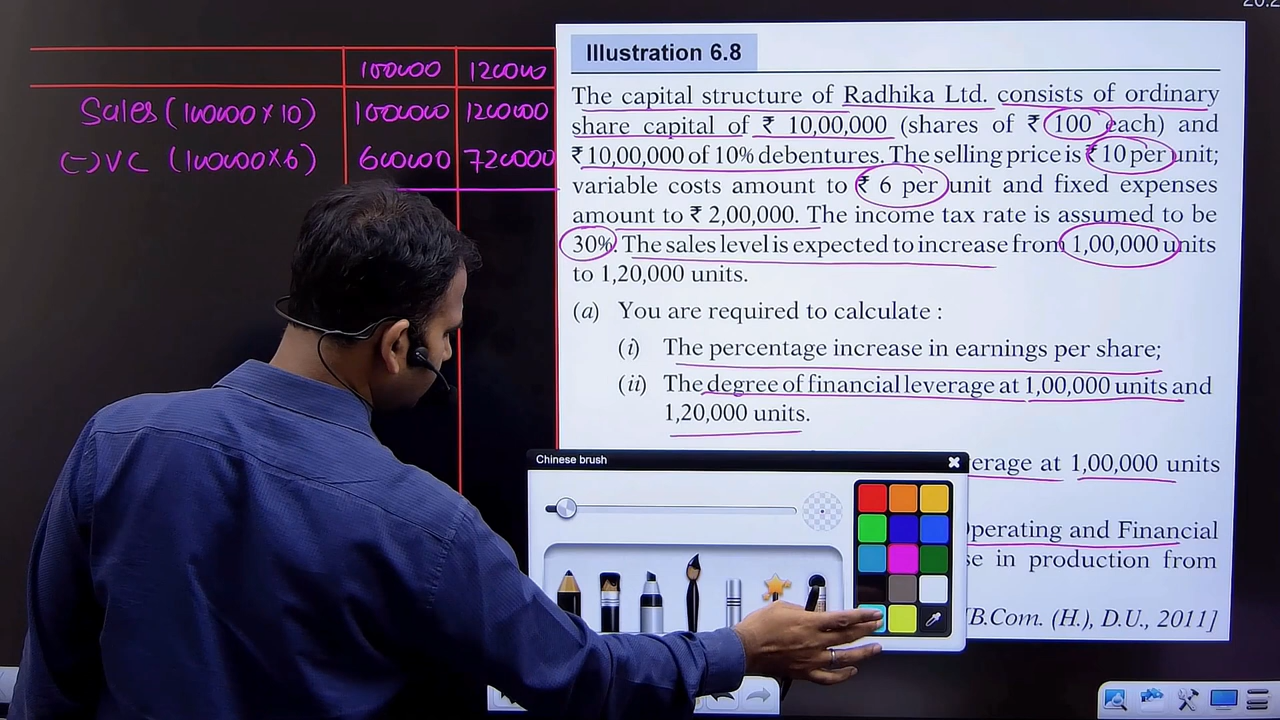 20:2
100000 120000
Sales (100000 × 10) 1000000 1200000
(-) VC (100000×6) 600000 720000
Illustration 6.8
The capital structure of Radhika Ltd. consists of ordinary
share capital of ₹ 10,00,000 (shares of ₹ 100 each) and
₹ 10,00,000 of 10% debentures. The selling price is ₹ 10 per unit;
variable costs amount to ₹ 6 per unit and fixed expenses
amount to ₹ 2,00,000. The income tax rate is assumed to be
30%. The sales level is expected to increase from 1,00,000 units
to 1,20,000 units.
(a) You are required to calculate :
(i) The percentage increase in earnings per share;
(ii) The degree of financial leverage at 1,00,000 units and
1,20,000 units.
Chinese brush
erage at 1,00,000 units
Operating and Financial
se in production from
[B.Com. (H.), D.U., 2011]